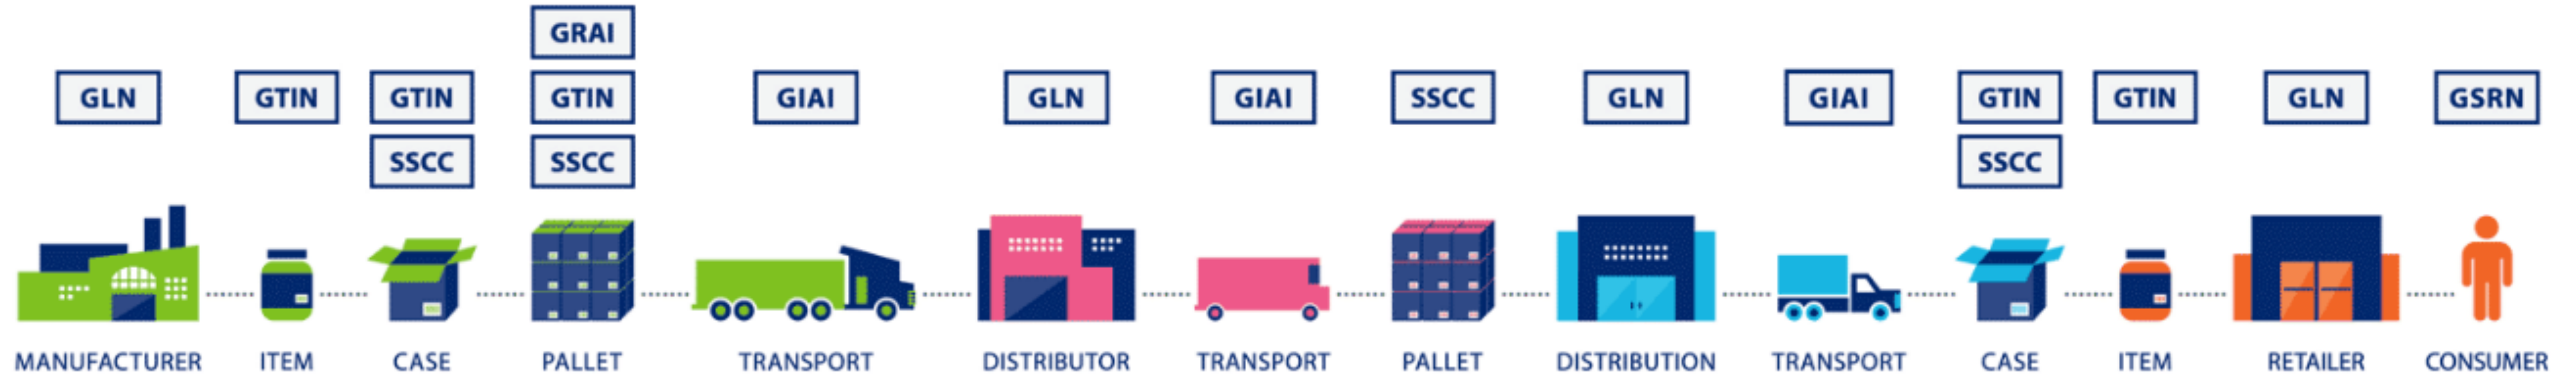 GRAI
GLN GTIN GTIN GTIN GIAI GLN GIAI SSCC GLN GIAI GTIN GTIN GLN GSRN
SSCC SSCC SSCC
MANUFACTURER ITEM CASE PALLET TRANSPORT DISTRIBUTOR TRANSPORT PALLET DISTRIBUTION TRANSPORT CASE ITEM RETAILER CONSUMER